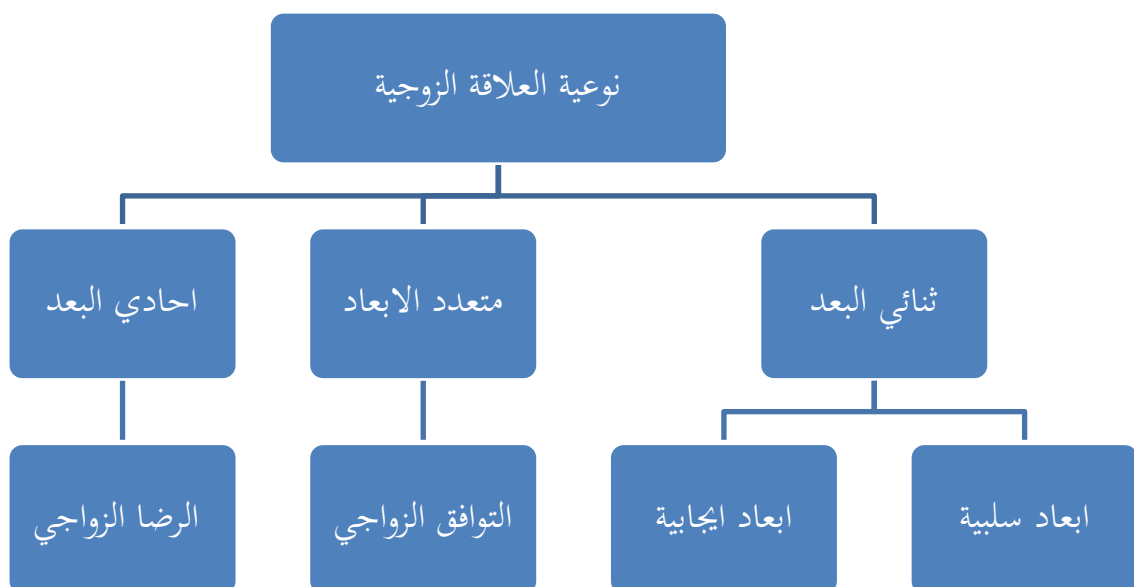 نوعية العلاقة الزوجية
ثنائي البعد
متعدد الابعاد
احادي البعد
ابعاد سلبية
ابعاد ايجابية
التوافق الزواجي
الرضا الزواجي